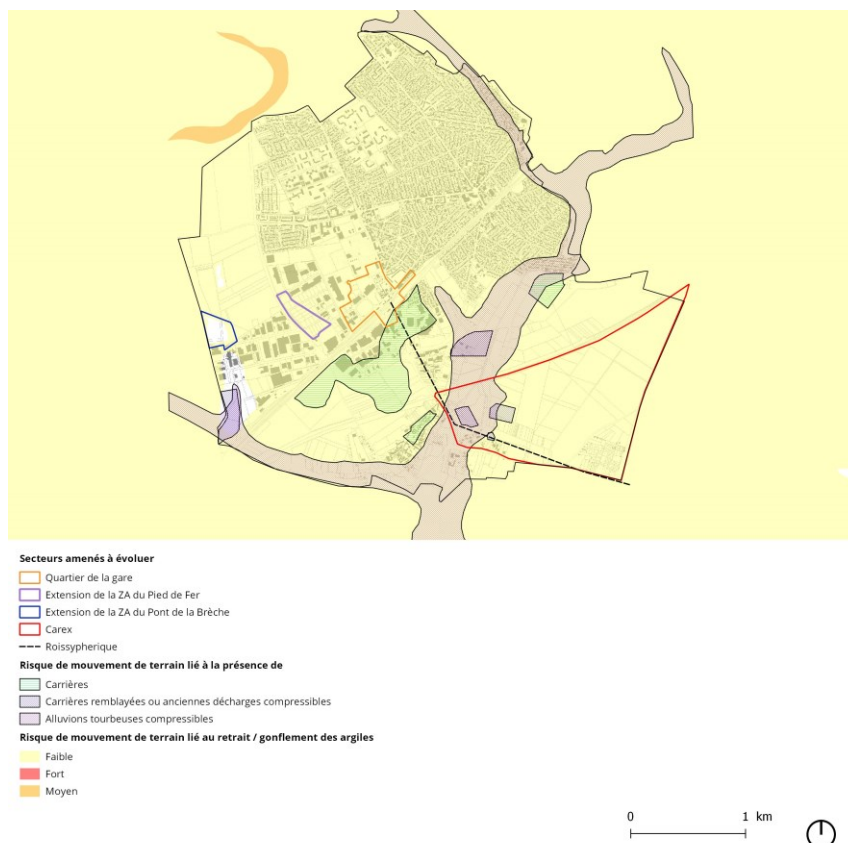 Secteurs amenés à évoluer
Quartier de la gare
Extension de la ZA du Pied de Fer
Extension de la ZA du Pont de la Brèche
Carex
Roissypherique
Risque de mouvement de terrain lié à la présence de
Carrières
Carrières remblayées ou anciennes décharges compressibles
Alluvions tourbeuses compressibles
Risque de mouvement de terrain lié au retrait / gonflement des argiles
Faible
Fort
Moyen
0 1 km